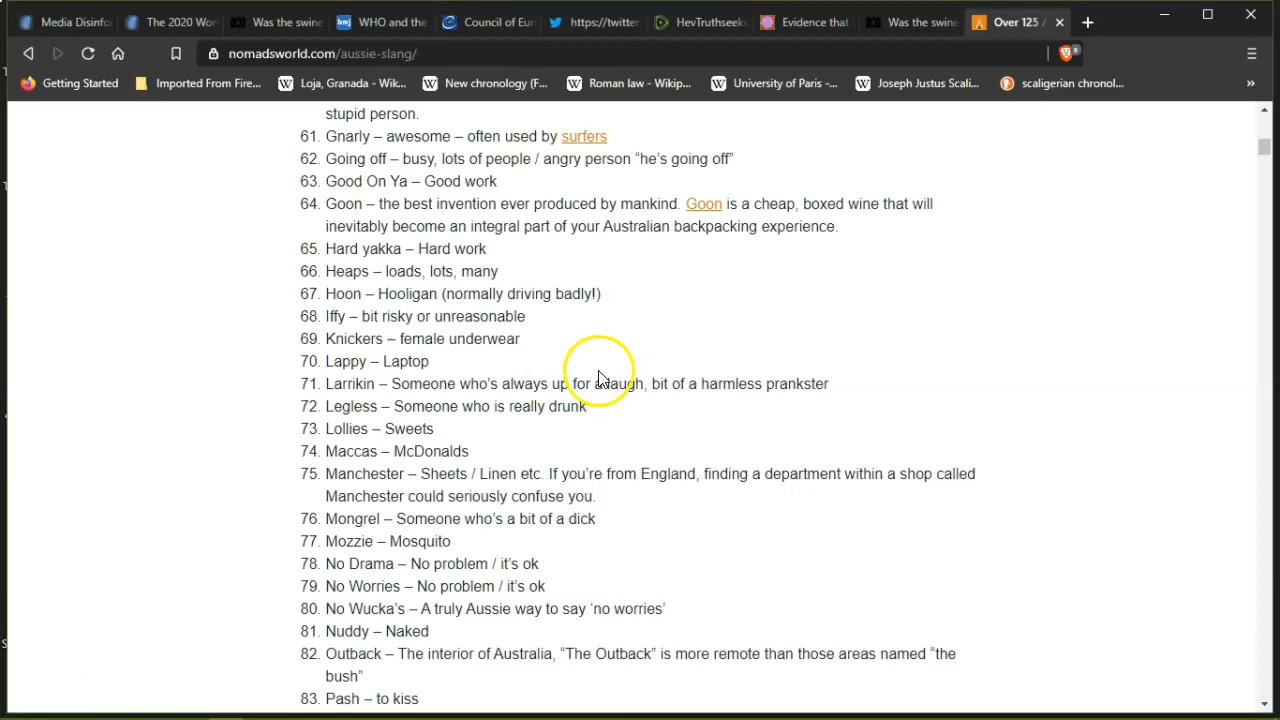 Media Disinfo
The 2020 Wor
Was the swine
WHO and the
Council of Eur
https://twitter
HevTruthseeke
Evidence that
Was the swine
Over 125 A
nomadsworld.com/aussie-slang/
Getting Started
Imported From Fire...
Loja, Granada - Wik...
New chronology (F...
Roman law - Wikip...
University of Paris -...
Joseph Justus Scali...
scaligerian chronol...
stupid person.
61. Gnarly – awesome – often used by surfers
62. Going off – busy, lots of people / angry person “he’s going off”
63. Good On Ya – Good work
64. Goon – the best invention ever produced by mankind. Goon is a cheap, boxed wine that will
inevitably become an integral part of your Australian backpacking experience.
65. Hard yakka – Hard work
66. Heaps – loads, lots, many
67. Hoon – Hooligan (normally driving badly!)
68. Iffy – bit risky or unreasonable
69. Knickers – female underwear
70. Lappy – Laptop
71. Larrikin – Someone who’s always up for a laugh, bit of a harmless prankster
72. Legless – Someone who is really drunk
73. Lollies – Sweets
74. Maccas – McDonalds
75. Manchester – Sheets / Linen etc. If you’re from England, finding a department within a shop called
Manchester could seriously confuse you.
76. Mongrel – Someone who’s a bit of a dick
77. Mozzie – Mosquito
78. No Drama – No problem / it’s ok
79. No Worries – No problem / it’s ok
80. No Wucka’s – A truly Aussie way to say ‘no worries’
81. Nuddy – Naked
82. Outback – The interior of Australia, “The Outback” is more remote than those areas named “the
bush”
83. Pash – to kiss